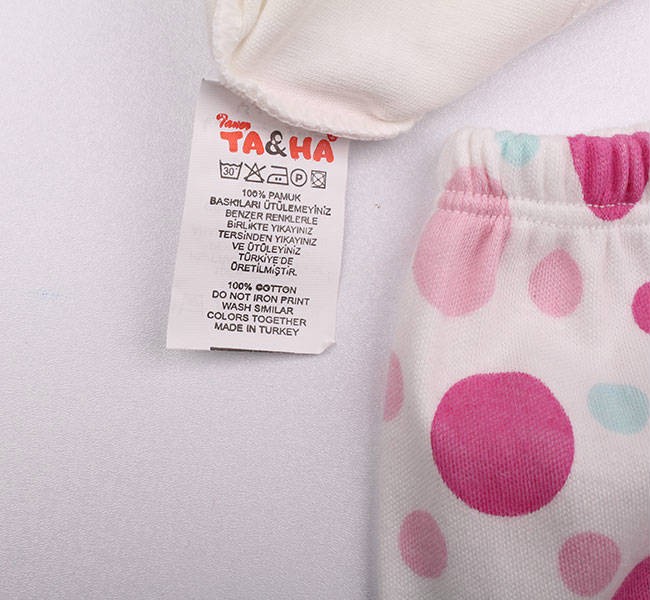 Taner
TA&HA
30
P
100% PAMUK
BASKILARI ÜTÜLEMEYİNİZ
BENZER RENKLERLE
BİRLİKTE YIKAYINIZ
TERSİNDEN YIKAYINIZ
VE ÜTÜLEYİNİZ
TÜRKİYE'DE
ÜRETİLMİŞTİR.
100% COTTON
DO NOT IRON PRINT
WASH SIMILAR
COLORS TOGETHER
MADE IN TURKEY